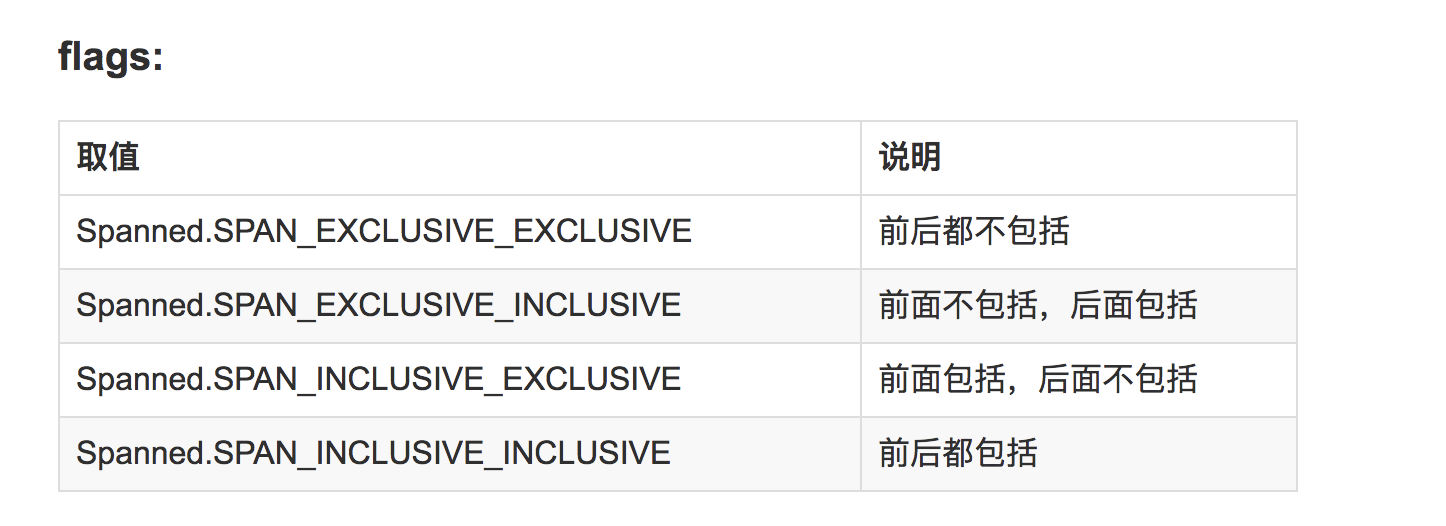 flags:
取值 说明
Spanned.SPAN_EXCLUSIVE_EXCLUSIVE 前后都不包括
Spanned.SPAN_EXCLUSIVE_INCLUSIVE 前面不包括，后面包括
Spanned.SPAN_INCLUSIVE_EXCLUSIVE 前面包括，后面不包括
Spanned.SPAN_INCLUSIVE_INCLUSIVE 前后都包括